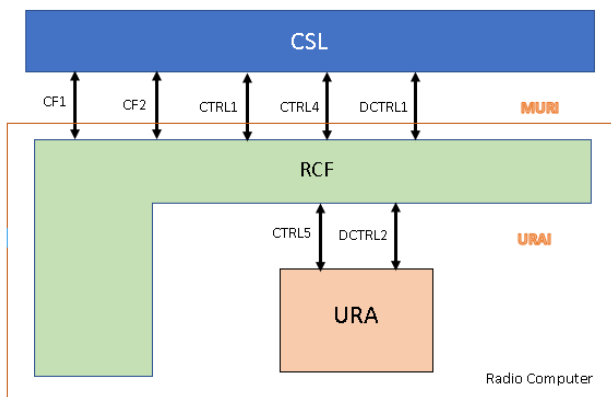 CSL
CF1
CF2
CTRL1
CTRL4
DCTRL1
MURI
RCF
CTRL5
DCTRL2
URAI
URA
Radio Computer